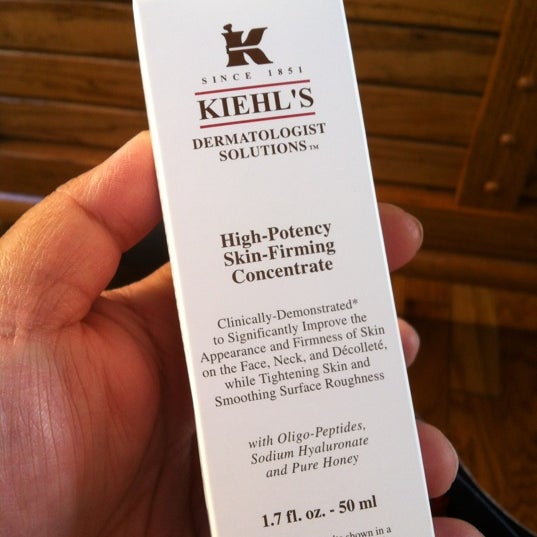 K
SINCE 1851
KIEHL'S
DERMATOLOGIST
SOLUTIONS™
High-Potency
Skin-Firming
Concentrate
Clinically-Demonstrated*
to Significantly Improve the
Appearance and Firmness of Skin
on the Face, Neck, and Décolleté,
while Tightening Skin and
Smoothing Surface Roughness
with Oligo-Peptides,
Sodium Hyaluronate
and Pure Honey
1.7 fl. oz. - 50 ml
shown in a